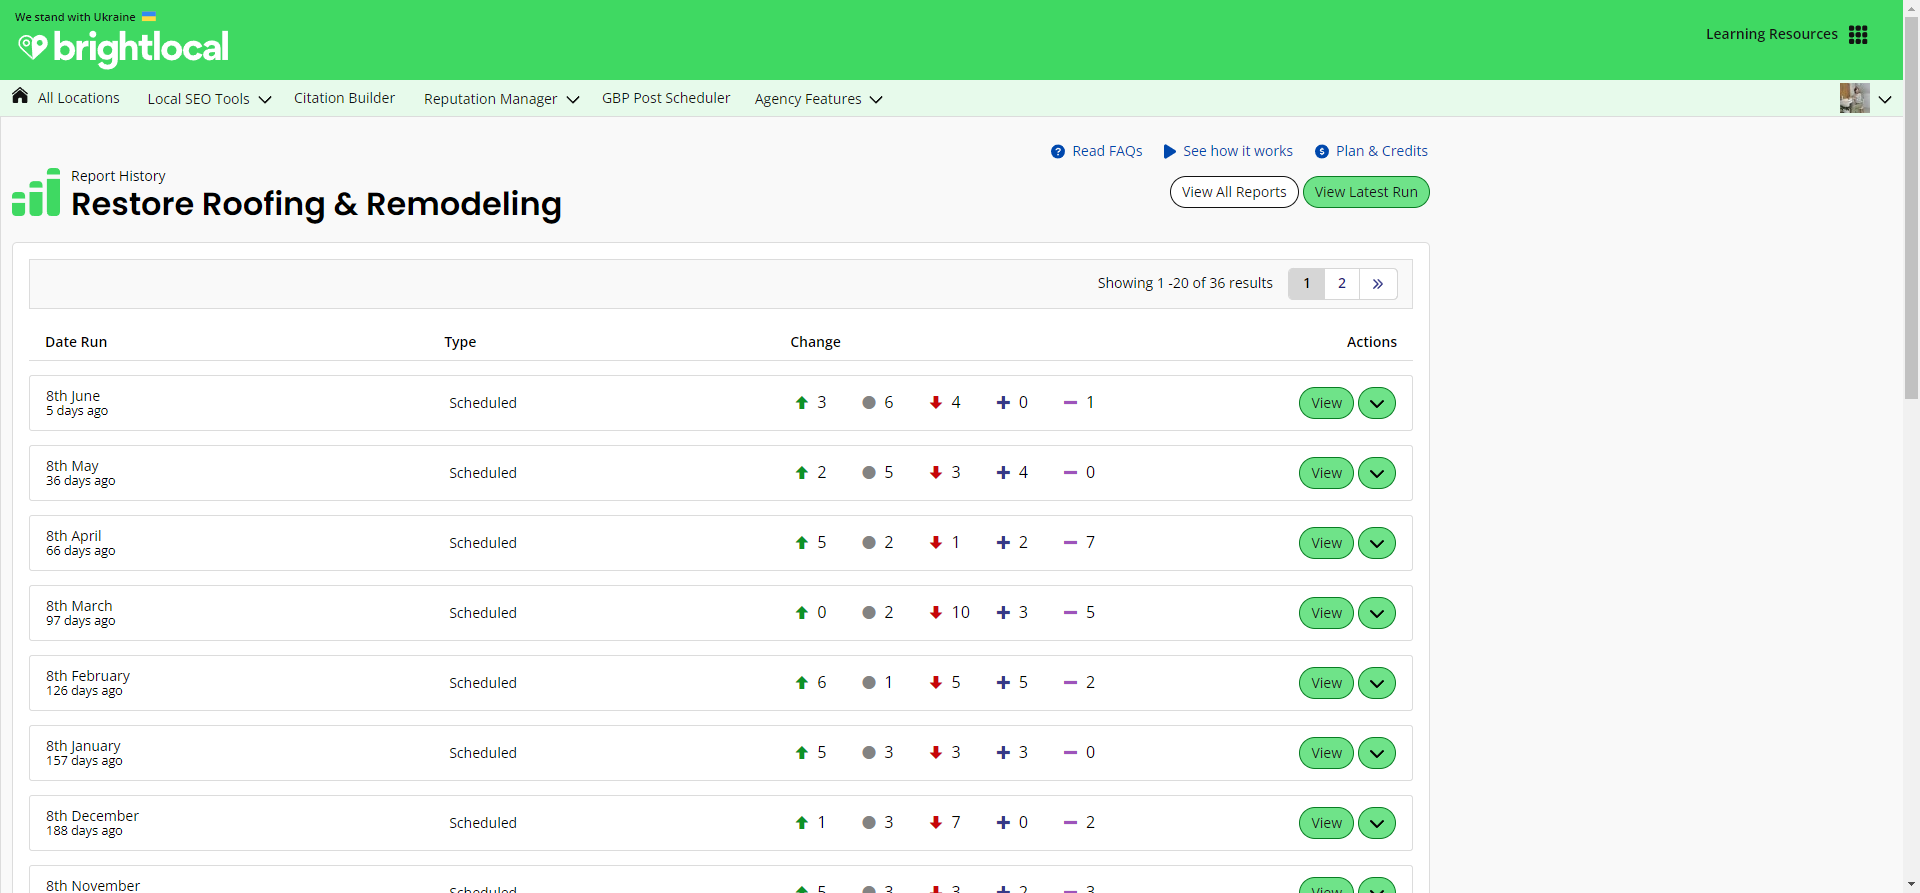 We stand with Ukraine
brightlocal
Learning Resources
All Locations Local SEO Tools Citation Builder Reputation Manager GBP Post Scheduler Agency Features
Read FAQs See how it works Plan & Credits
Report History
Restore Roofing & Remodeling
View All Reports View Latest Run
Showing 1 -20 of 36 results 1 2 »
Date Run Type Change Actions
8th June
5 days ago
Scheduled 3 6 4 0 1 View
8th May
36 days ago
Scheduled 2 5 3 4 0 View
8th April
66 days ago
Scheduled 5 2 1 2 7 View
8th March
97 days ago
Scheduled 0 2 10 3 5 View
8th February
126 days ago
Scheduled 6 1 5 5 2 View
8th January
157 days ago
Scheduled 5 3 3 3 0 View
8th December
188 days ago
Scheduled 1 3 7 0 2 View
8th November
Scheduled 5 3 3 2 3 View